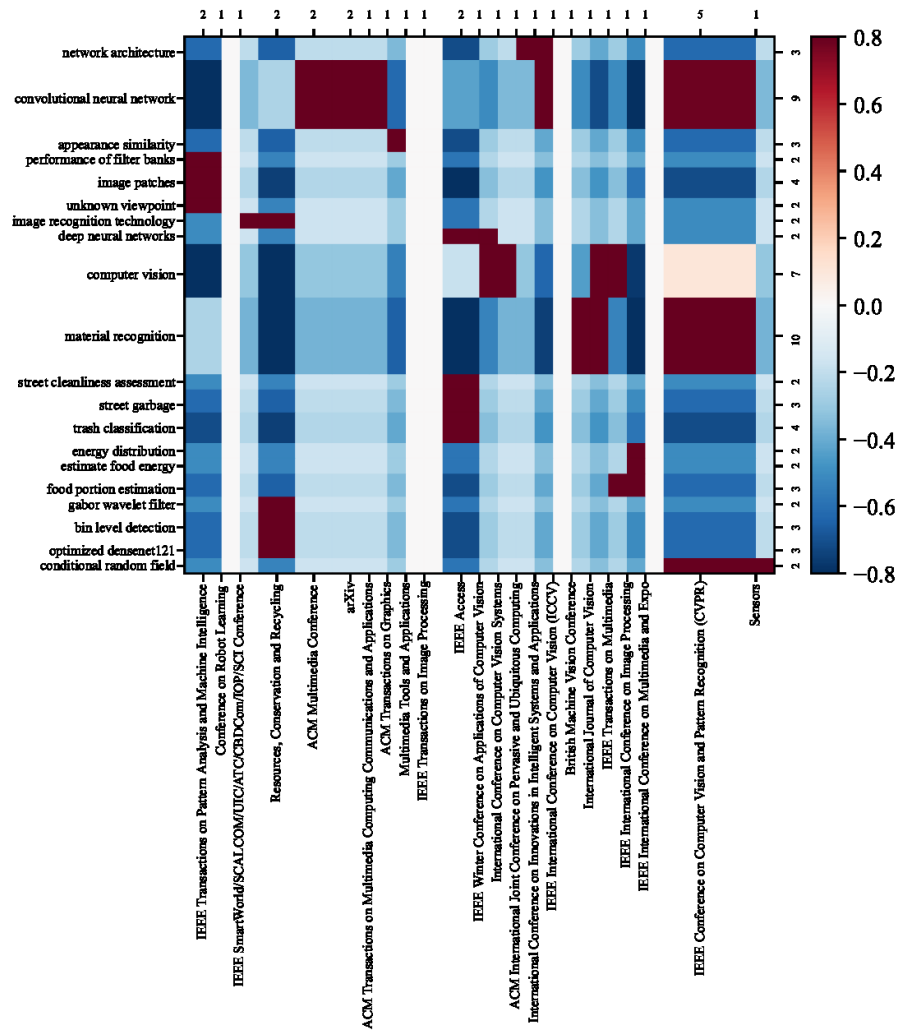 2 1 1 2 2 2 1 1 1 1 2 1 1 1 1 1 1 1 1 1 1 5 1
network architecture 3
convolutional neural network 9
appearance similarity 3
performance of filter banks 2
image patches 4
unknown viewpoint 2
image recognition technology 2
deep neural networks 2
computer vision 7
material recognition 10
street cleanliness assessment 2
street garbage 3
trash classification 4
energy distribution 2
estimate food energy 2
food portion estimation 3
gabor wavelet filter 2
bin level detection 3
optimized densenet121 3
conditional random field 2
0.8
0.6
0.4
0.2
0.0
−0.2
−0.4
−0.6
−0.8
IEEE Transactions on Pattern Analysis and Machine Intelligence
Conference on Robot Learning
IEEE SmartWorld/SCALCOM/UIC/ATC/CBDCom/IOP/SCI Conference
Resources, Conservation and Recycling
ACM Multimedia Conference
arXiv
ACM Transactions on Multimedia Computing Communications and Applications
ACM Transactions on Graphics
Multimedia Tools and Applications
IEEE Transactions on Image Processing
IEEE Access
IEEE Winter Conference on Applications of Computer Vision
International Conference on Computer Vision Systems
ACM International Joint Conference on Pervasive and Ubiquitous Computing
International Conference on Innovations in Intelligent Systems and Applications
IEEE International Conference on Computer Vision (ICCV)
British Machine Vision Conference
International Journal of Computer Vision
IEEE Transactions on Multimedia
IEEE International Conference on Image Processing
IEEE International Conference on Multimedia and Expo
IEEE Conference on Computer Vision and Pattern Recognition (CVPR)
Sensors